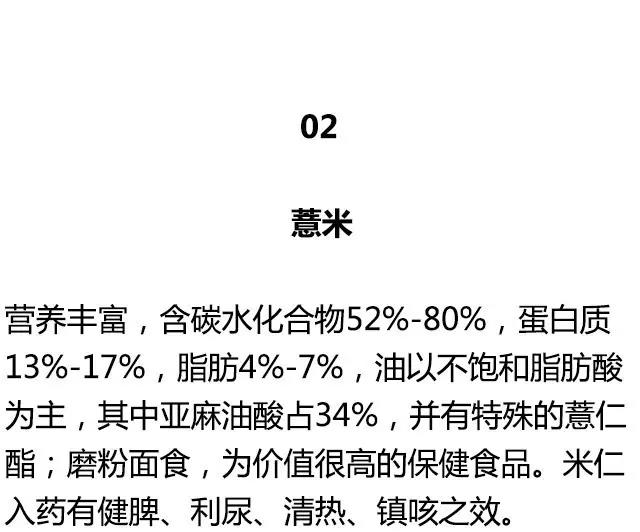 02
薏米
营养丰富，含碳水化合物52%-80%，蛋白质
13%-17%，脂肪4%-7%，油以不饱和脂肪酸
为主，其中亚麻油酸占34%，并有特殊的薏仁
酯；磨粉面食，为价值很高的保健食品。米仁
入药有健脾、利尿、清热、镇咳之效。